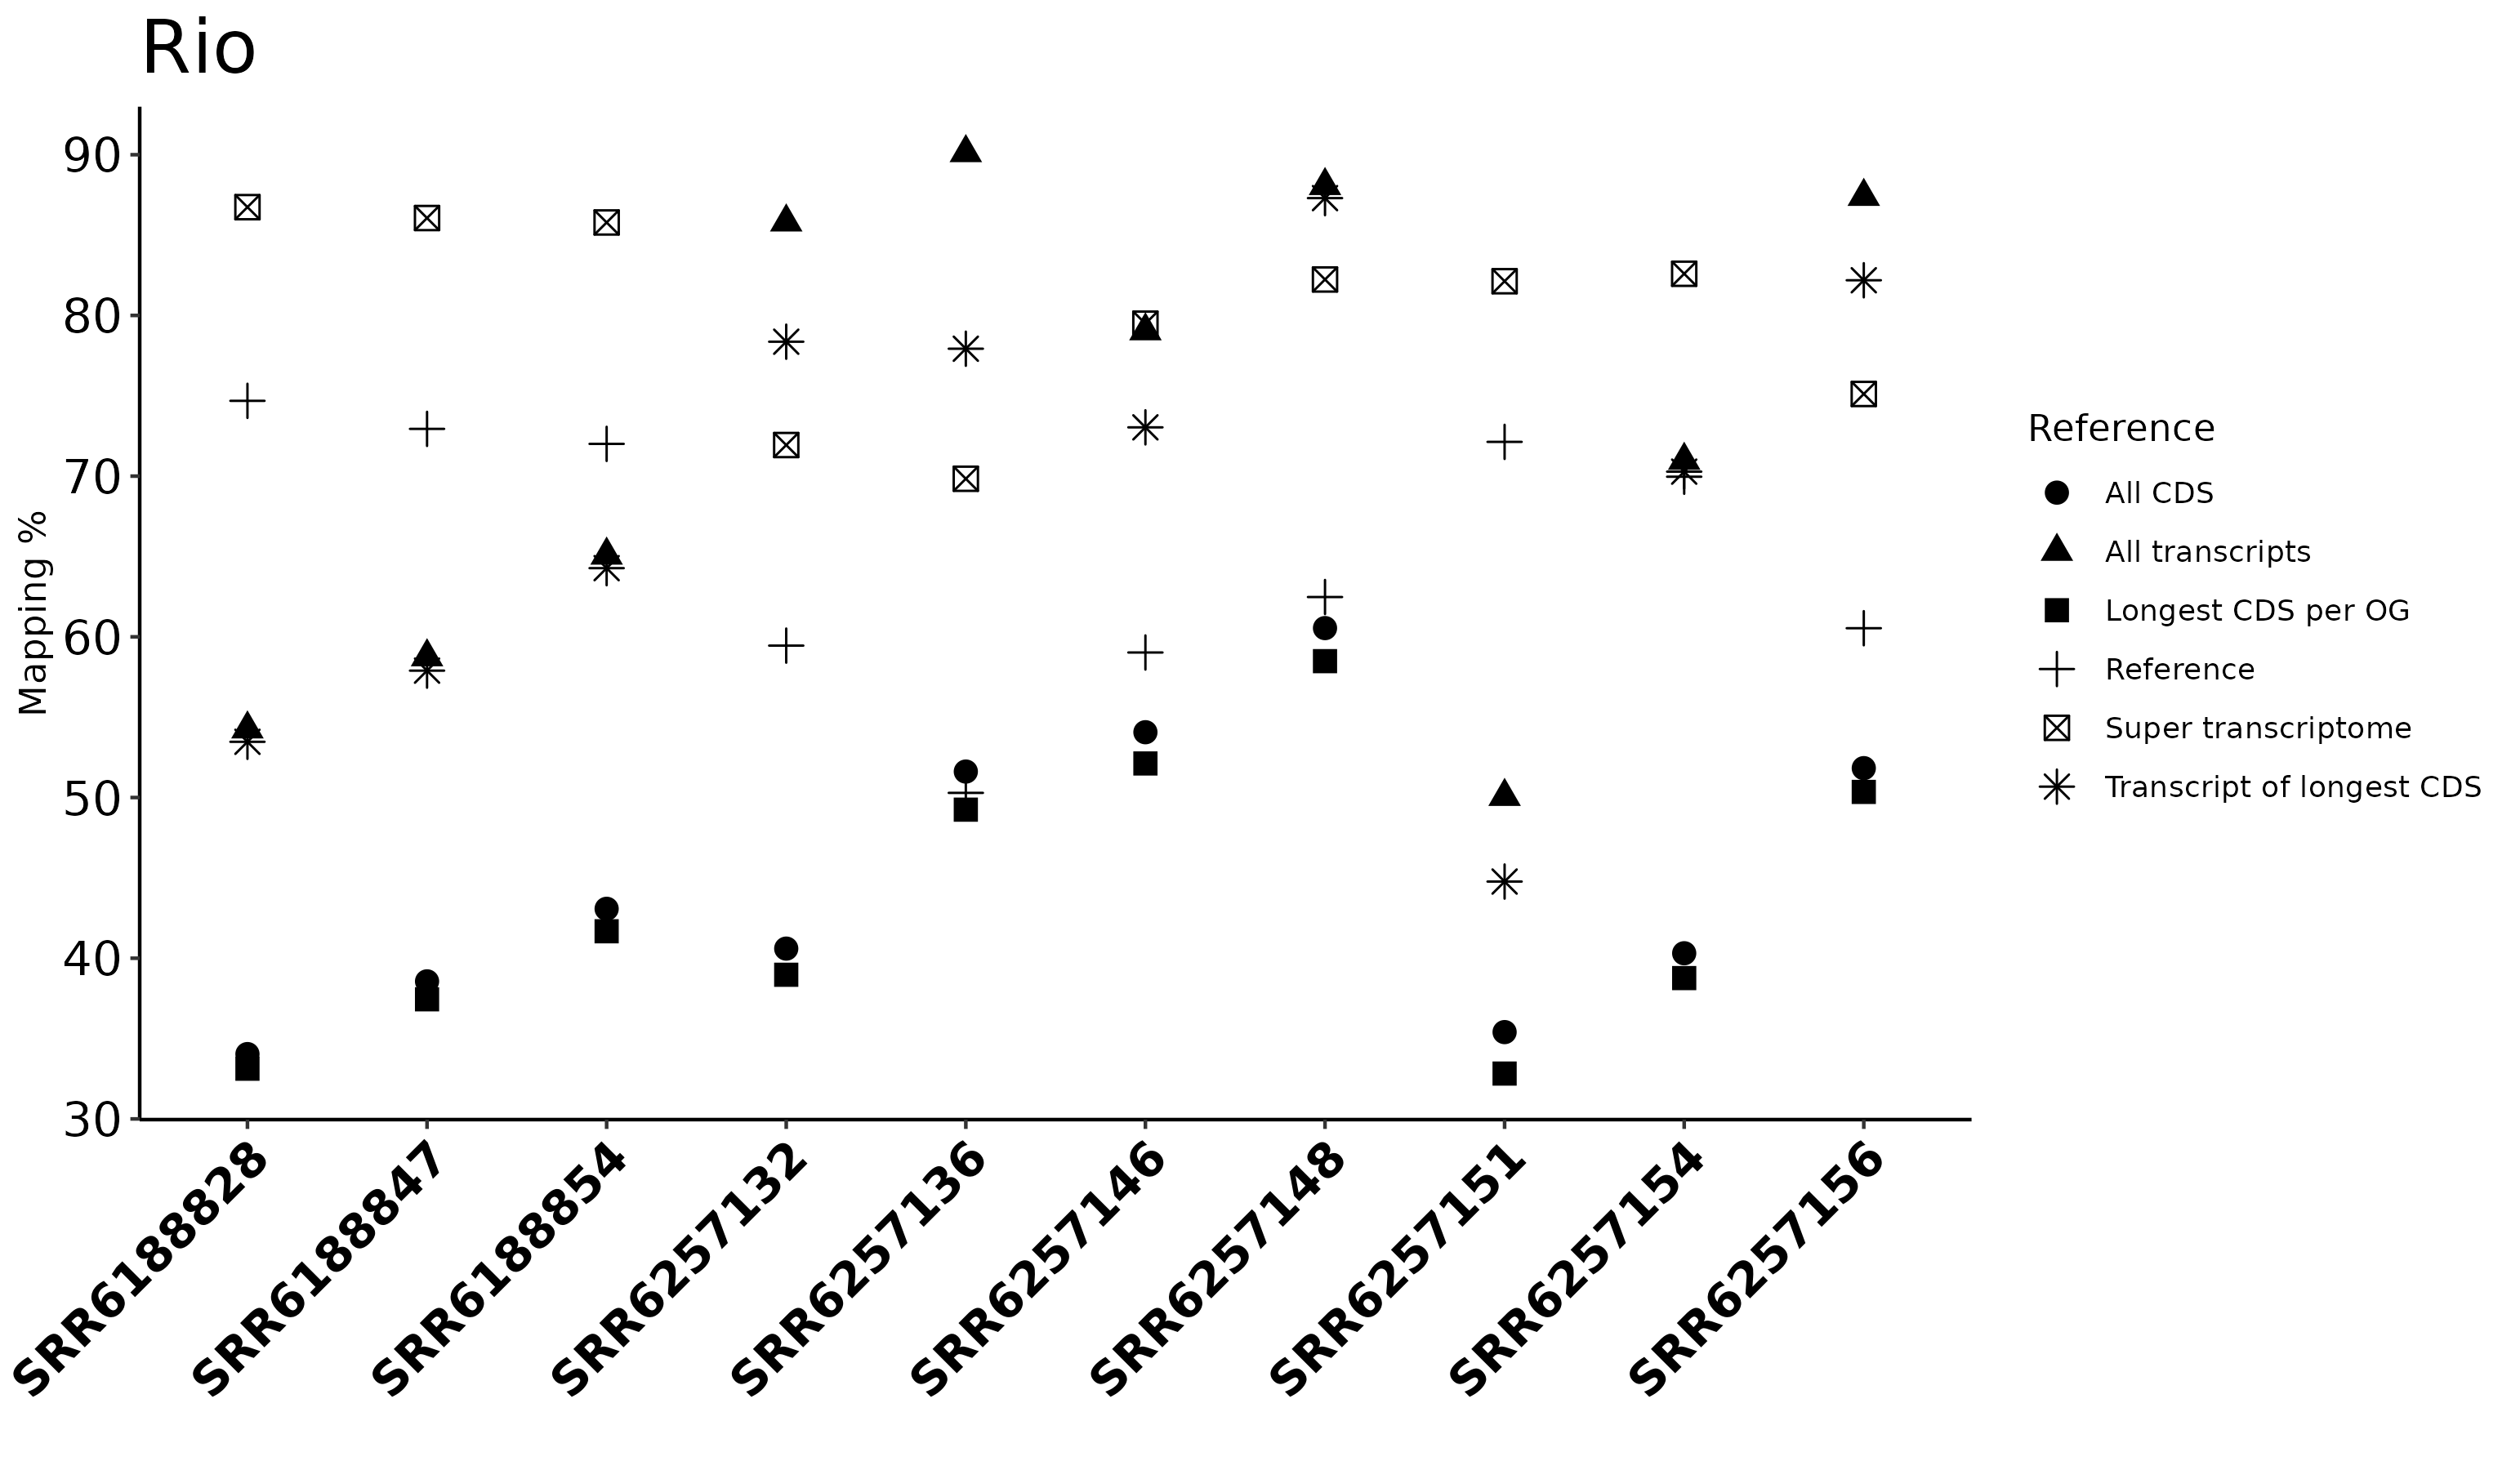 Rio
Mapping %
90
80
70
60
50
40
30
SRR6188828
SRR6188847
SRR6188854
SRR6257132
SRR6257136
SRR6257146
SRR6257148
SRR6257151
SRR6257154
SRR6257156
Reference
All CDS
All transcripts
Longest CDS per OG
Reference
Super transcriptome
Transcript of longest CDS